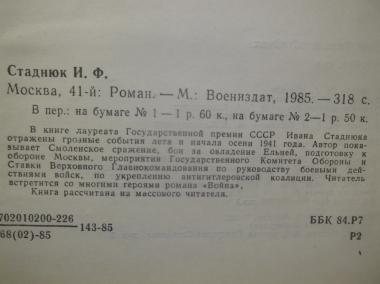 Стаднюк И. Ф.
Москва, 41-й: Роман. — М.: Воениздат, 1985. — 318 с.
В пер.: на бумаге № 1—1 р. 60 к., на бумаге № 2—1 р. 50 к.
В книге лауреата Государственной премии СССР Ивана Стаднюка
отражены грозные события лета и начала осени 1941 года. Автор пока-
зывает Смоленское сражение, бои за овладение Ельней, подготовку к
обороне Москвы, мероприятия Государственного Комитета Обороны и
Ставки Верховного Главнокомандования по руководству боевыми дей-
ствиями войск, по укреплению антигитлеровской коалиции. Читатель
встретится со многими героями романа «Война».
Книга рассчитана на массового читателя.
702010200-226
68(02)-85
143-85
ББК 84.Р7
Р2